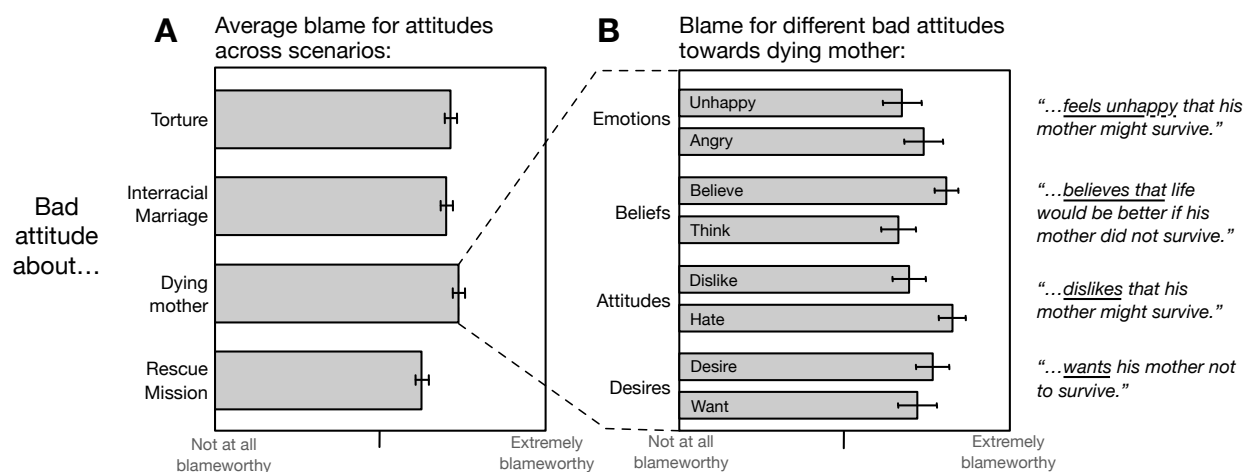 A
Average blame for attitudes
across scenarios:
Bad
attitude
about…
Torture
Interracial
Marriage
Dying
mother
Rescue
Mission
Not at all
blameworthy
Extremely
blameworthy
B
Blame for different bad attitudes
towards dying mother:
Emotions
Unhappy
Angry
“…feels unhappy that his
mother might survive.”
Beliefs
Believe
Think
“…believes that life
would be better if his
mother did not survive.”
Attitudes
Dislike
Hate
“…dislikes that his
mother might survive.”
Desires
Desire
Want
“…wants his mother not
to survive.”
Not at all
blameworthy
Extremely
blameworthy